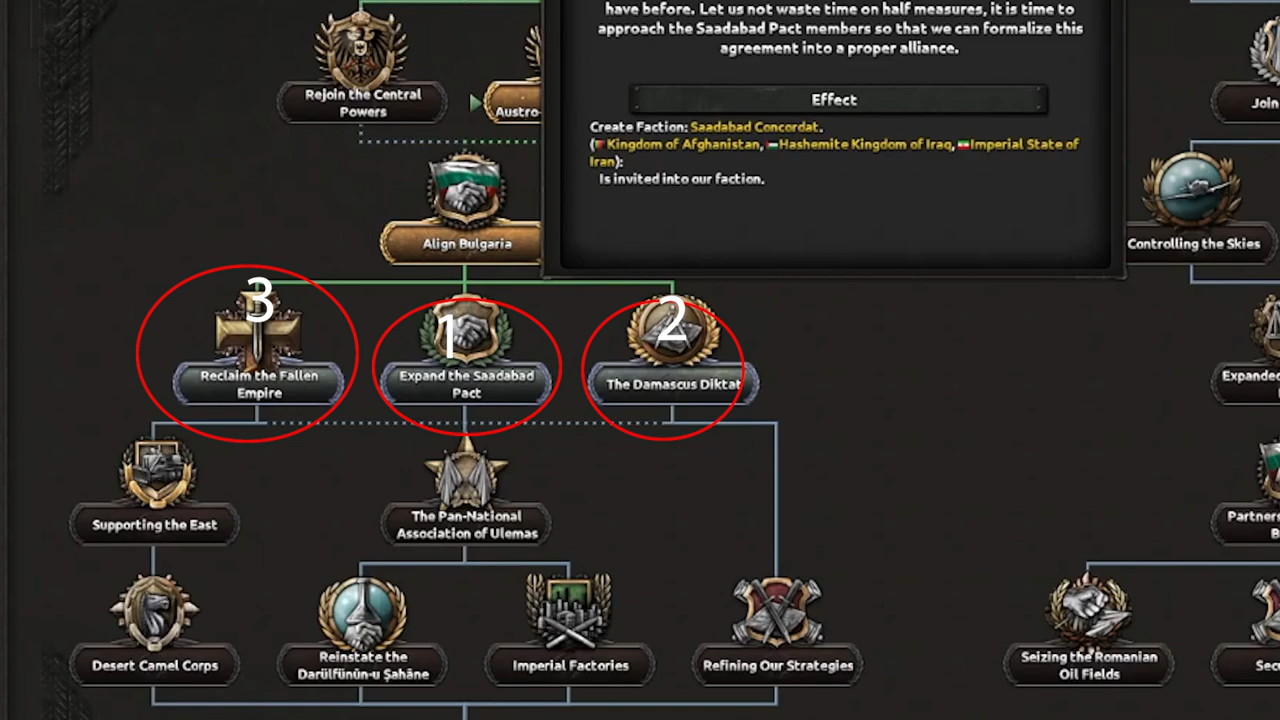 have before. Let us not waste time on half measures, it is time to
approach the Saadabad Pact members so that we can formalize this
agreement into a proper alliance.
Effect
Create Faction: Saadabad Concordat.
(Kingdom of Afghanistan, Hashemite Kingdom of Iraq, Imperial State of
Iran):
Is invited into our faction.
Rejoin the Central
Powers
Austro-
Join
Align Bulgaria
Controlling the Skies
3
1
2
Reclaim the Fallen
Empire
Expand the Saadabad
Pact
The Damascus Diktat
Expanded
Supporting the East
The Pan-National
Association of Ulemas
Partners
B
Desert Camel Corps
Reinstate the
Darülfünûn-u Şahâne
Imperial Factories
Refining Our Strategies
Seizing the Romanian
Oil Fields
Secu